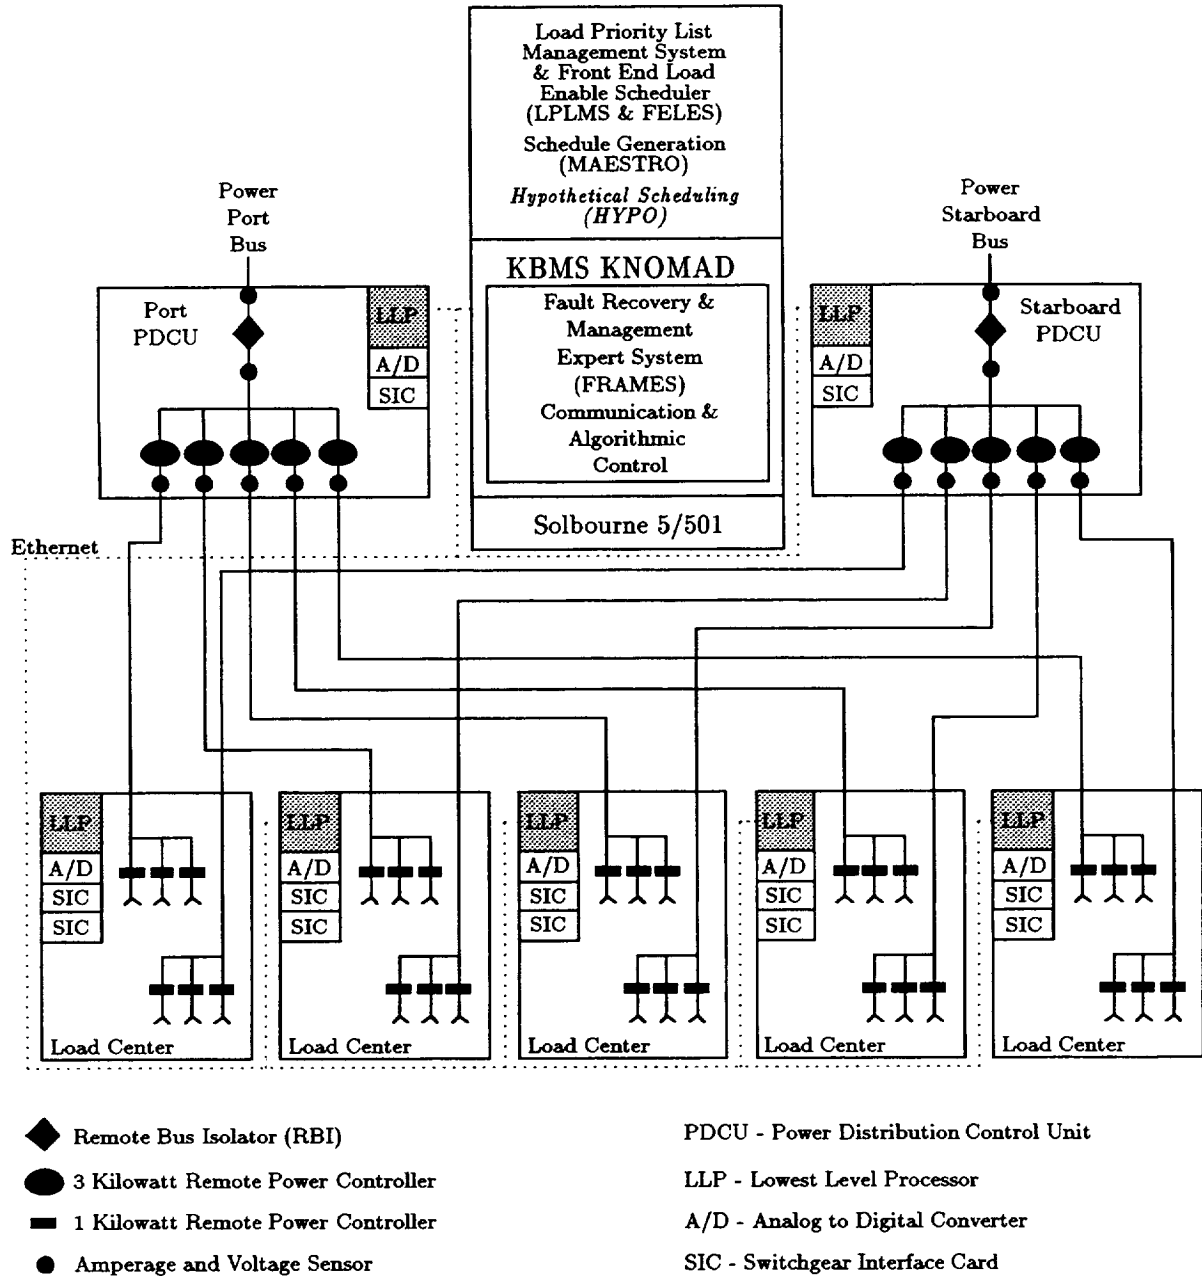 Load Priority List
Management System
& Front End Load
Enable Scheduler
(LPLMS & FELES)
Schedule Generation
(MAESTRO)
Hypothetical Scheduling
(HYPO)
KBMS KNOMAD
Fault Recovery &
Management
Expert System
(FRAMES)
Communication &
Algorithmic
Control
Solbourne 5/501
Power
Port
Bus
Port
PDCU
LLP
A/D
SIC
Power
Starboard
Bus
LLP
A/D
SIC
Starboard
PDCU
Ethernet
LLP
A/D
SIC
SIC
Load Center
LLP
A/D
SIC
SIC
Load Center
LLP
A/D
SIC
SIC
Load Center
LLP
A/D
SIC
SIC
Load Center
LLP
A/D
SIC
SIC
Load Center
Remote Bus Isolator (RBI)
3 Kilowatt Remote Power Controller
1 Kilowatt Remote Power Controller
Amperage and Voltage Sensor
PDCU - Power Distribution Control Unit
LLP - Lowest Level Processor
A/D - Analog to Digital Converter
SIC - Switchgear Interface Card